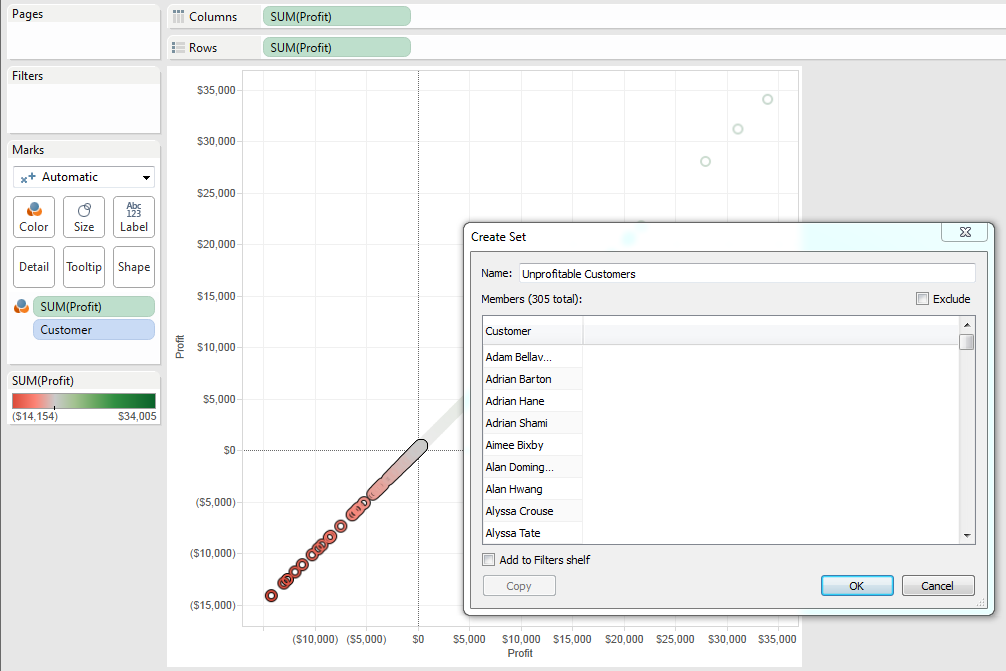 Pages
Columns SUM(Profit)
Rows SUM(Profit)
Filters
Marks
Automatic
Color Size Abc 123 Label
Detail Tooltip Shape
SUM(Profit)
Customer
SUM(Profit)
($14,154) $34,005
Profit
$35,000
$30,000
$25,000
$20,000
$15,000
$10,000
$5,000
$0
($5,000)
($10,000)
($15,000)
($10,000) ($5,000) $0 $5,000 $10,000 $15,000 $20,000 $25,000 $30,000 $35,000
Profit
Create Set
Name: Unprofitable Customers
Members (305 total): Exclude
Customer
Adam Bellav...
Adrian Barton
Adrian Hane
Adrian Shami
Aimee Bixby
Alan Doming...
Alan Hwang
Alyssa Crouse
Alyssa Tate
Add to Filters shelf
Copy OK Cancel